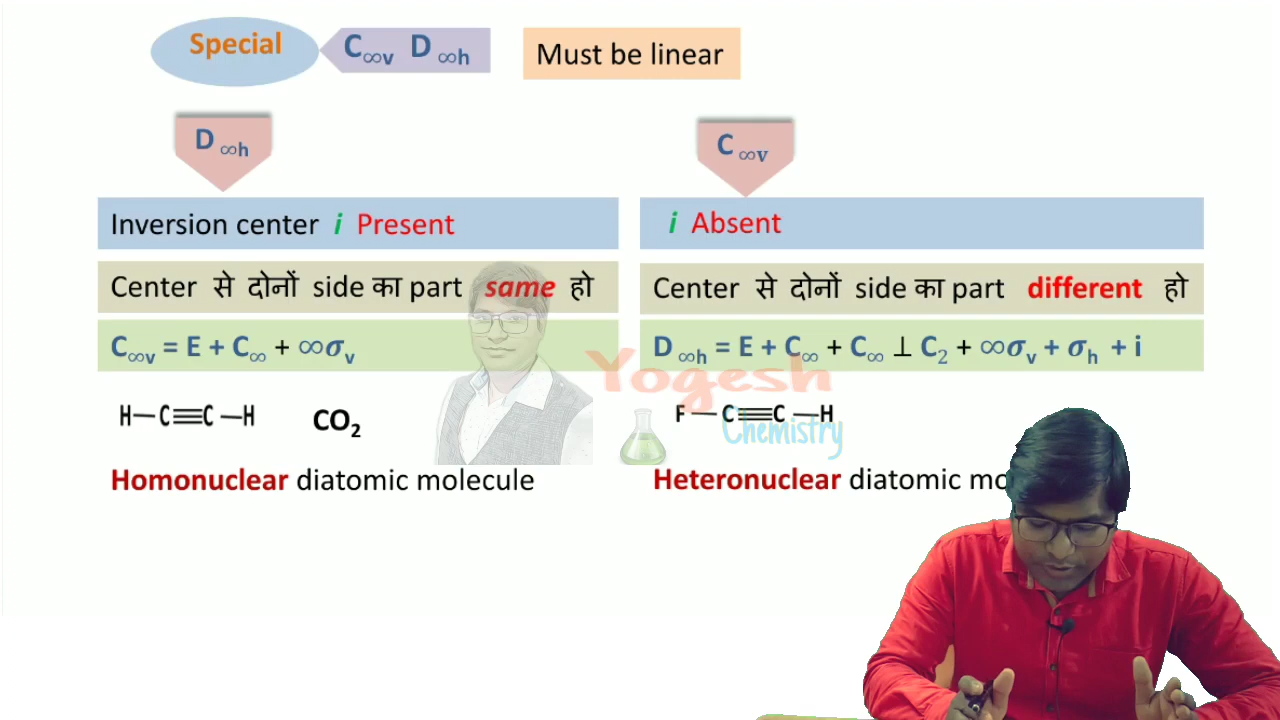 Special
C∞v D∞h
Must be linear
D∞h
C∞v
Inversion center i Present
i Absent
Center से दोनों side का part same हो
Center से दोनों side का part different हो
C∞v = E + C∞ + ∞σv
D∞h = E + C∞ + C∞ ⊥ C2 + ∞σv + σh + i
Yogesh
Chemistry
H—C≡C—H
CO2
F—C≡C—H
Homonuclear diatomic molecule
Heteronuclear diatomic